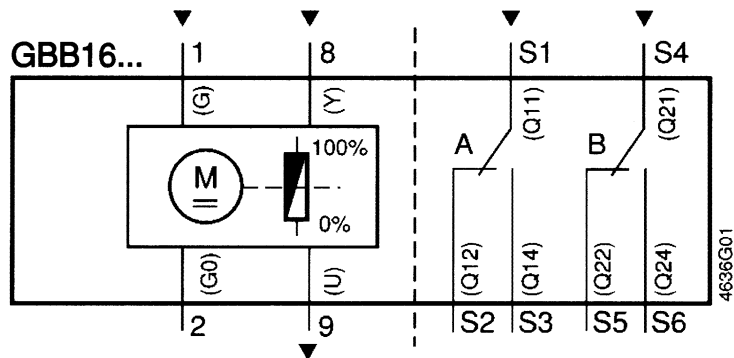 GBB16... 1 8 S1 S4
(G) (Y) (Q11) (Q21)
A B
M
100%
0%
(G0) (U) (Q12) (Q14) (Q22) (Q24)
2 9 S2 S3 S5 S6
4636G01